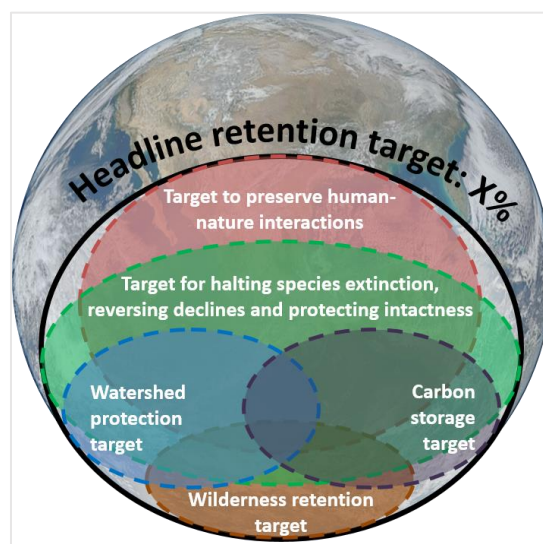 Headline retention target: X%
Target to preserve human-
nature interactions
Target for halting species extinction,
reversing declines and protecting intactness
Watershed
protection
target
Carbon
storage
target
Wilderness retention
target